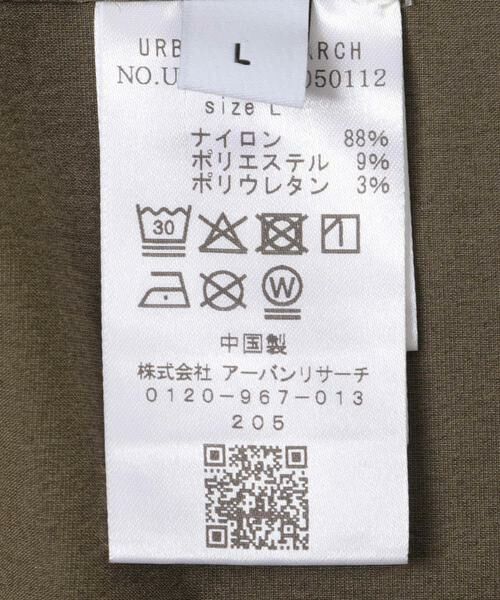 L
URB ARCH
NO.U 050112
size L
ナイロン 88%
ポリエステル 9%
ポリウレタン 3%
30
W
中国製
株式会社 アーバンリサーチ
0120-967-013
205